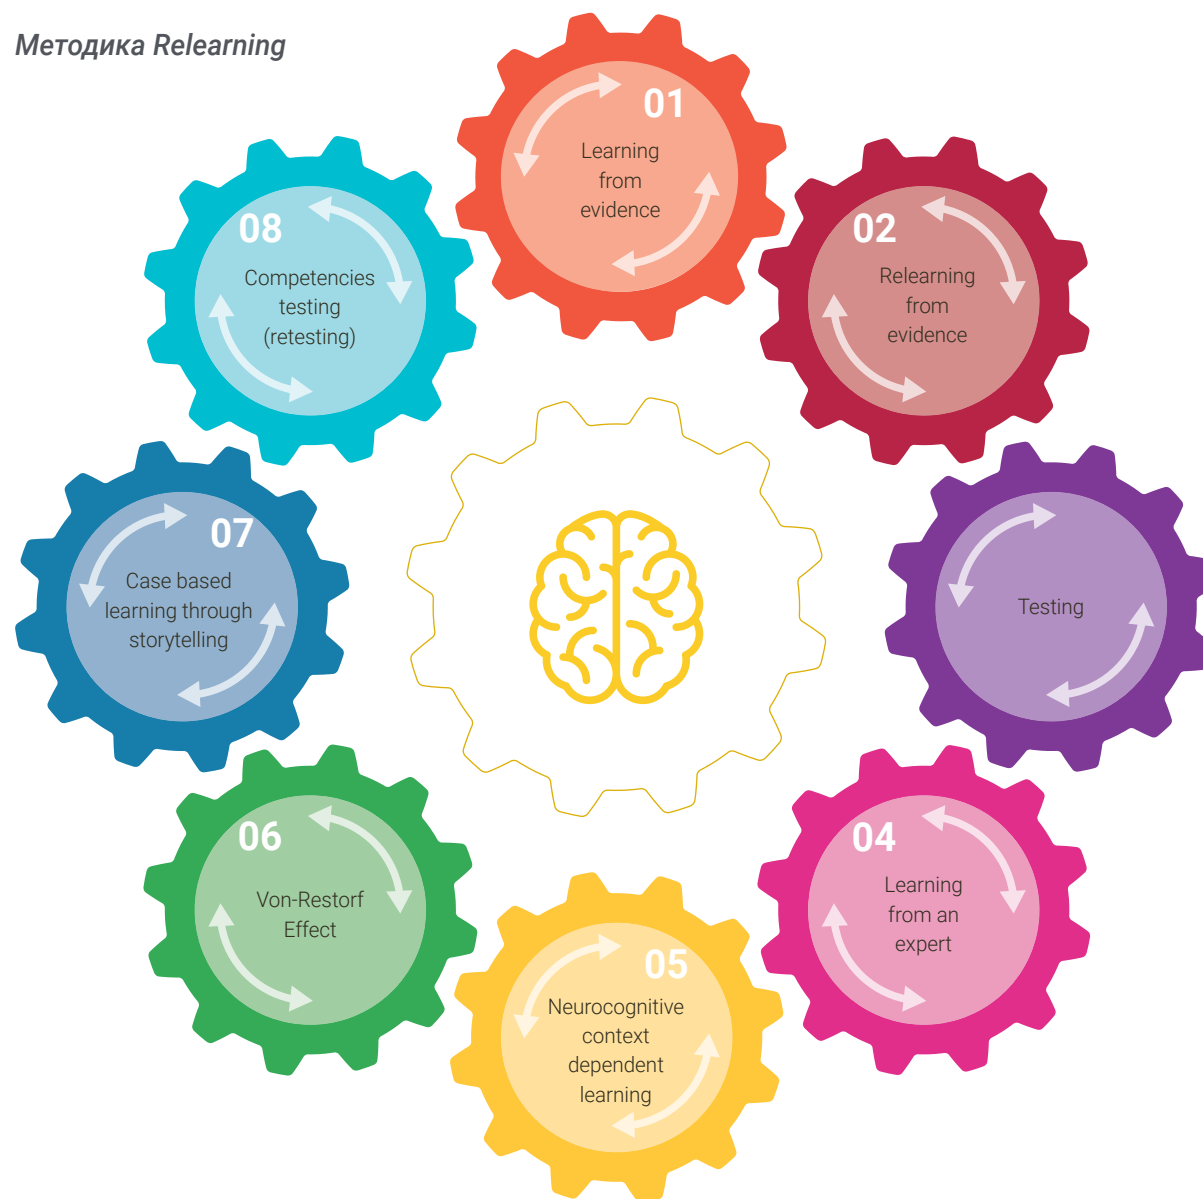 Методика Relearning
01
Learning
from
evidence
02
Relearning
from
evidence
Testing
04
Learning
from an
expert
05
Neurocognitive
context
dependent
learning
06
Von-Restorf
Effect
07
Case based
learning through
storytelling
08
Competencies
testing
(retesting)